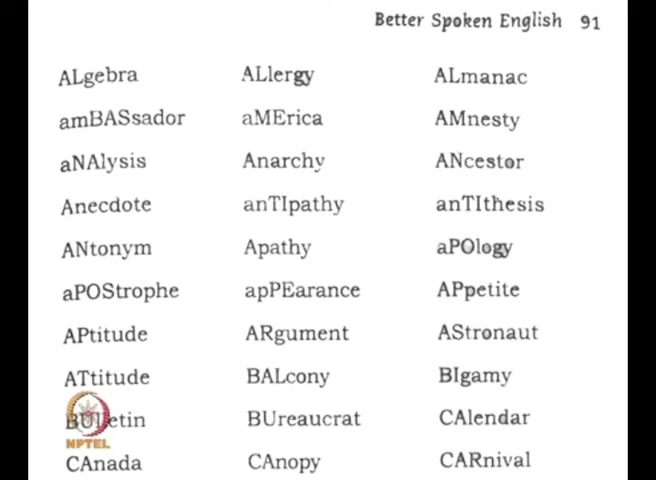 Better Spoken English 91
ALgebra ALlergy ALmanac
amBASsador aMErica AMnesty
aNAlysis Anarchy ANcestor
Anecdote anTIpathy anTIthesis
ANtonym Apathy aPOlogy
aPOStrophe apPEarance APpetite
APtitude ARgument AStronaut
ATtitude BALcony BIgamy
BULletin BUreaucrat CAlendar
NPTEL
CAnada CAnopy CARnival